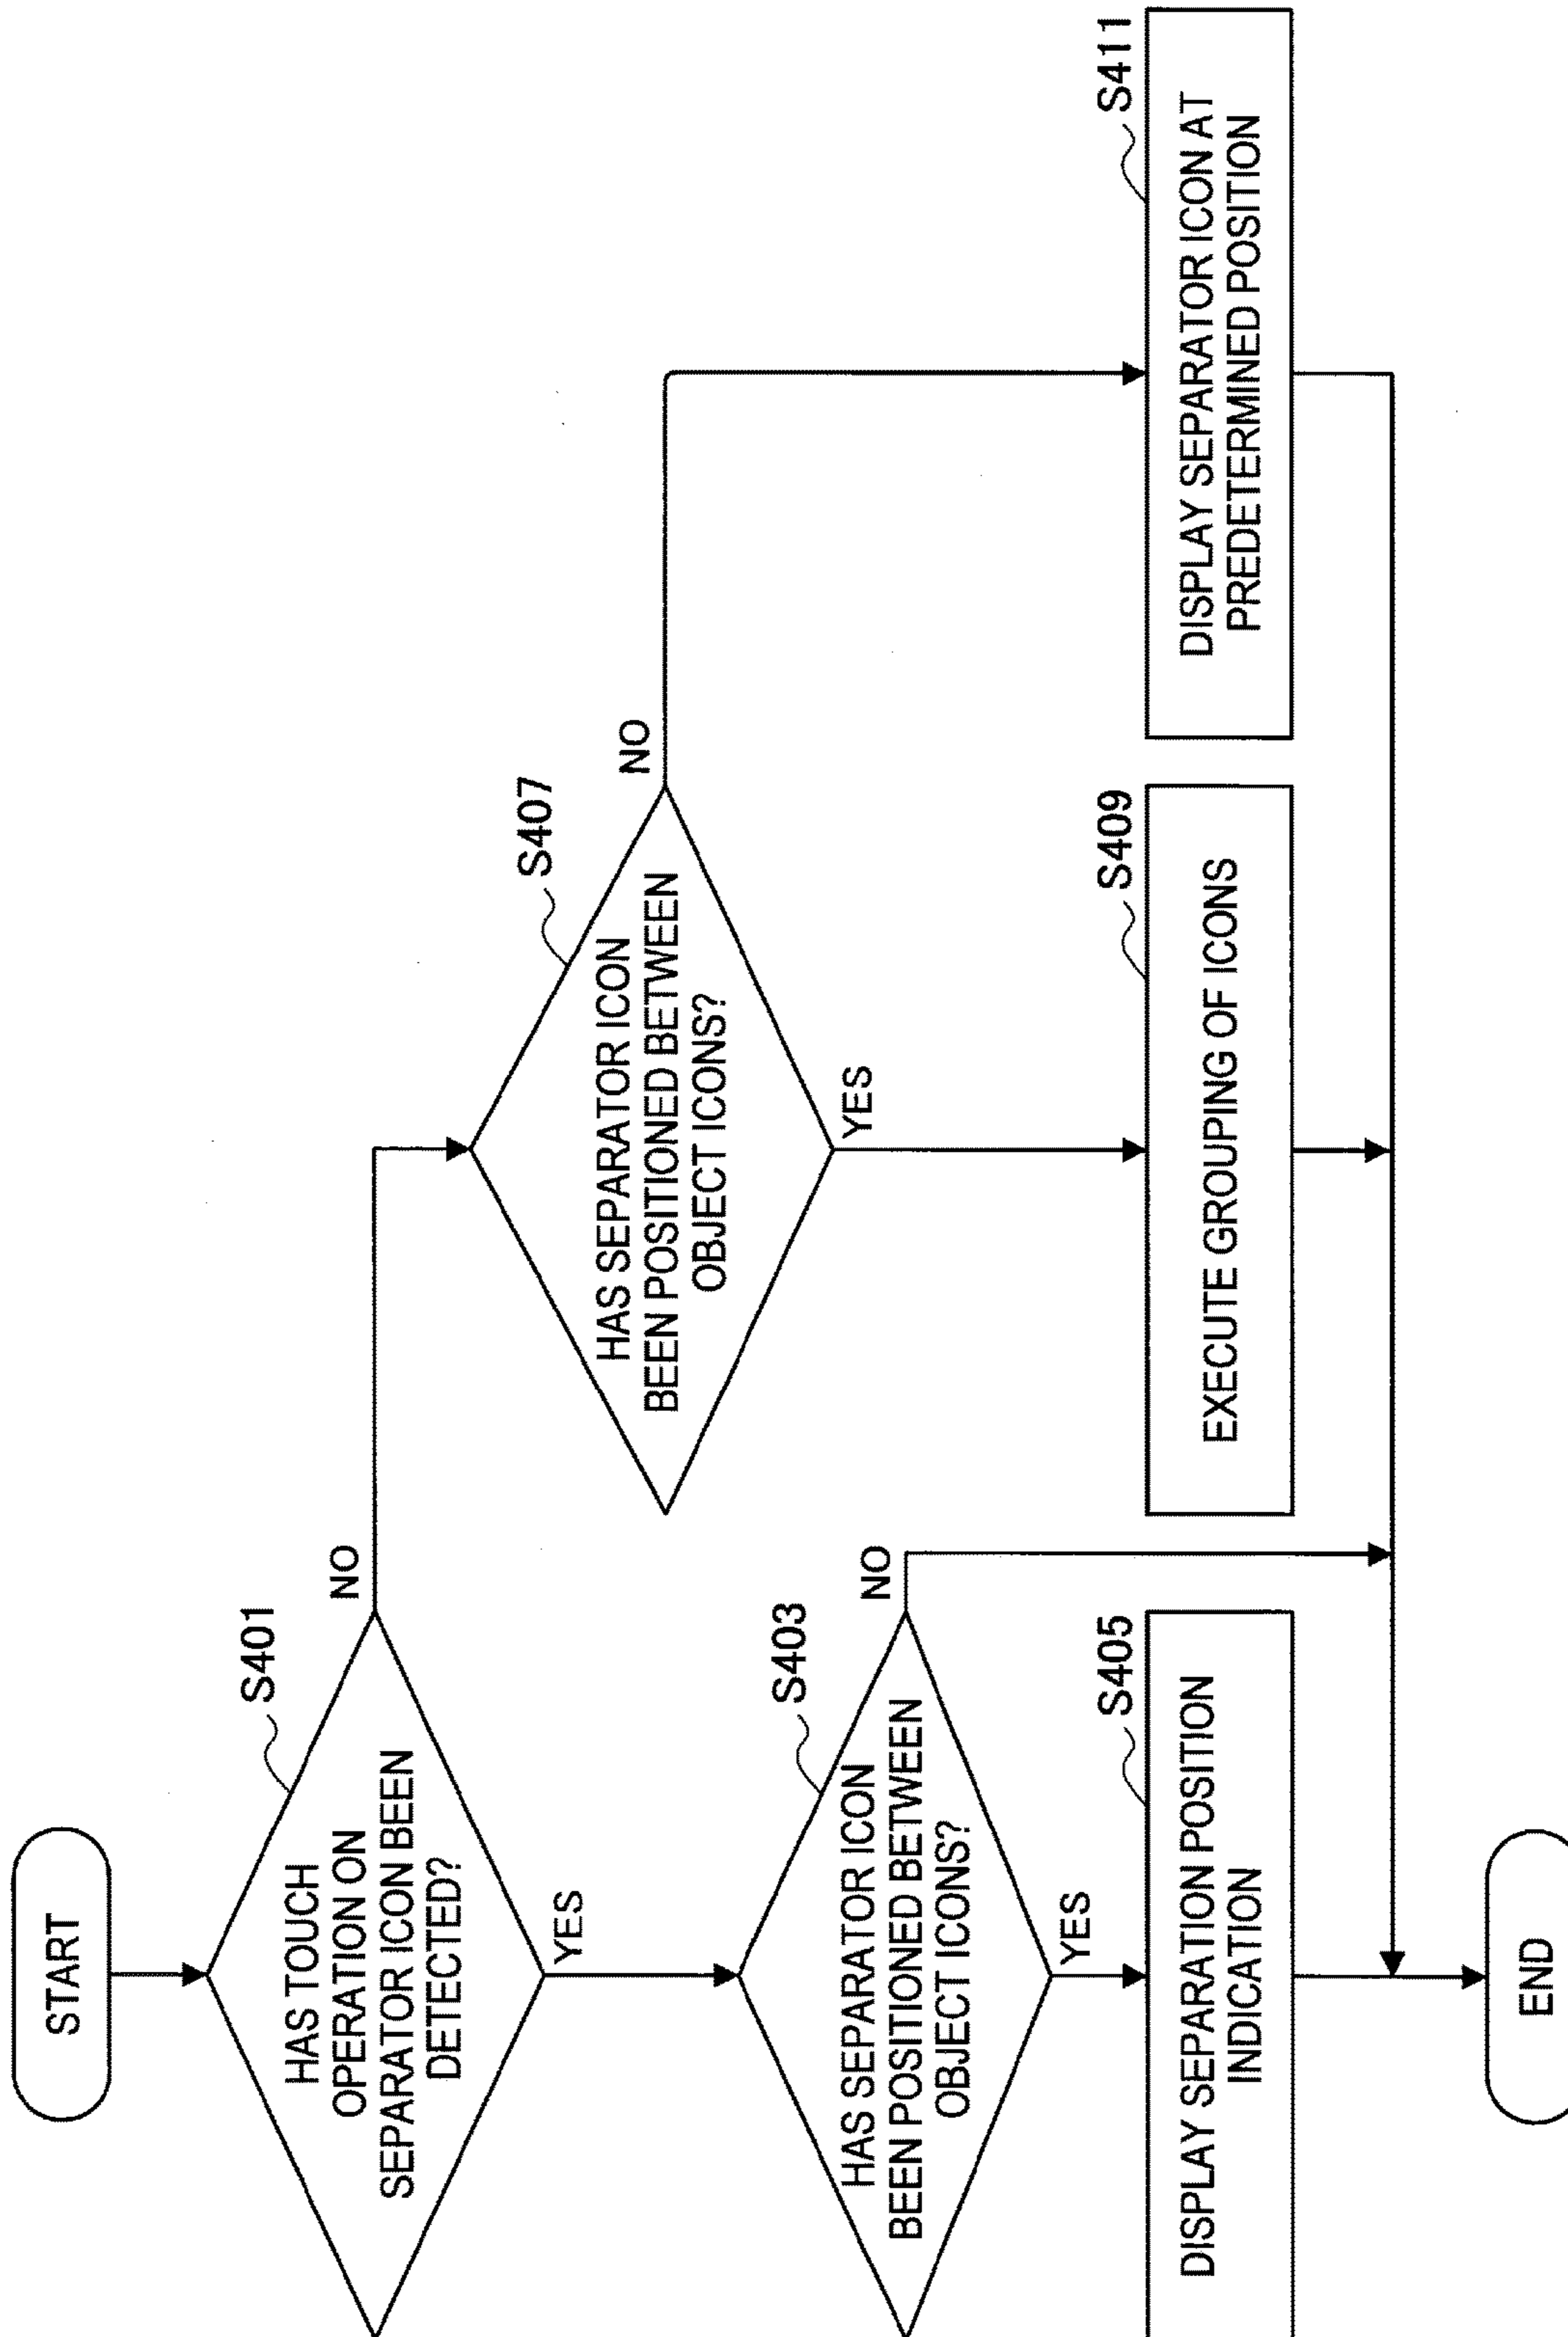 START
S401
HAS TOUCH
OPERATION ON
SEPARATOR ICON BEEN
DETECTED?
NO
YES
S403
HAS SEPARATOR ICON
BEEN POSITIONED BETWEEN
OBJECT ICONS?
NO
YES
S405
DISPLAY SEPARATION POSITION
INDICATION
S407
HAS SEPARATOR ICON
BEEN POSITIONED BETWEEN
OBJECT ICONS?
NO
YES
S409
EXECUTE GROUPING OF ICONS
S411
DISPLAY SEPARATOR ICON AT
PREDETERMINED POSITION
END